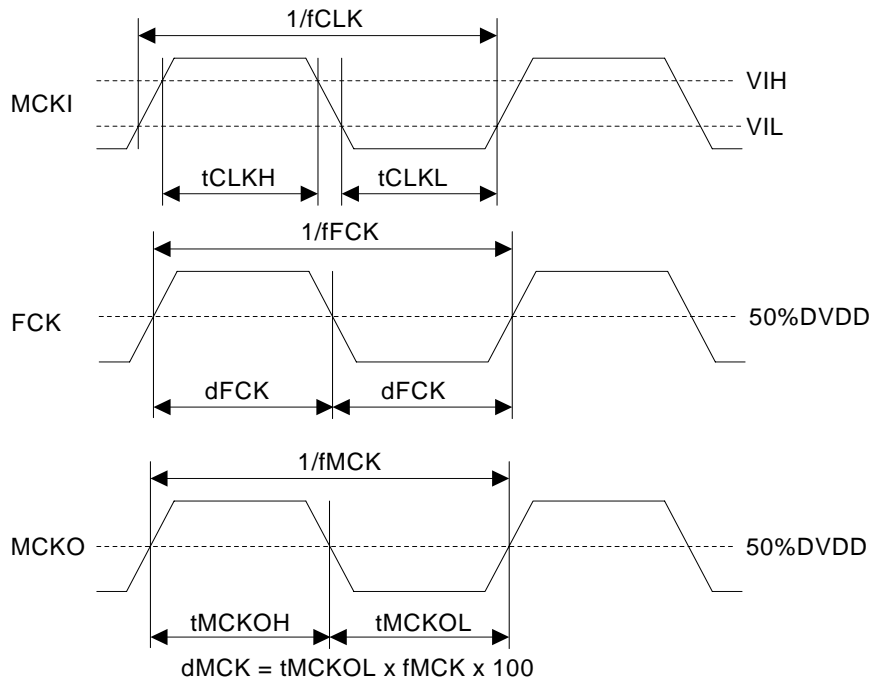 1/fCLK
VIH
MCKI
VIL
tCLKH
tCLKL
1/fFCK
FCK
50%DVDD
dFCK
dFCK
1/fMCK
MCKO
50%DVDD
tMCKOH
tMCKOL
dMCK = tMCKOL x fMCK x 100